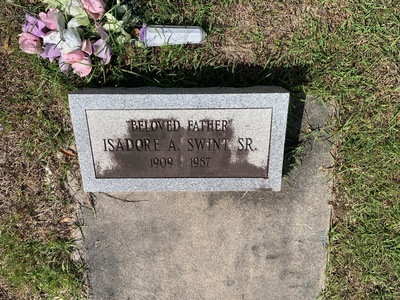 "BELOVED FATHER"
ISADORE A. SWINT SR.
1909 - 1987